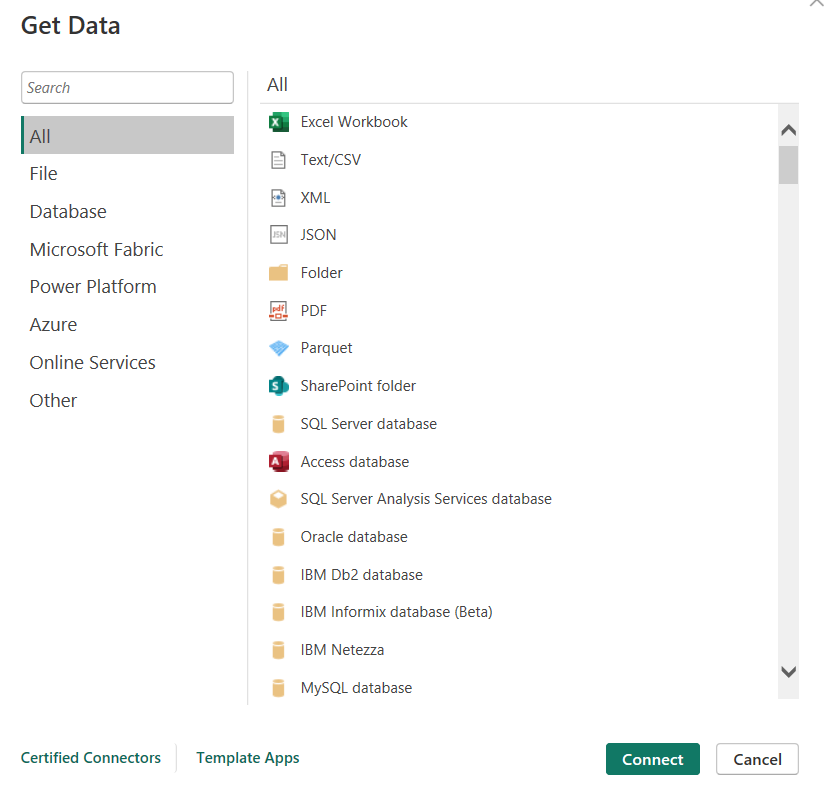 Get Data
Search
All
File
Database
Microsoft Fabric
Power Platform
Azure
Online Services
Other
All
Excel Workbook
Text/CSV
XML
JSON
Folder
PDF
Parquet
SharePoint folder
SQL Server database
Access database
SQL Server Analysis Services database
Oracle database
IBM Db2 database
IBM Informix database (Beta)
IBM Netezza
MySQL database
Certified Connectors
Template Apps
Connect
Cancel